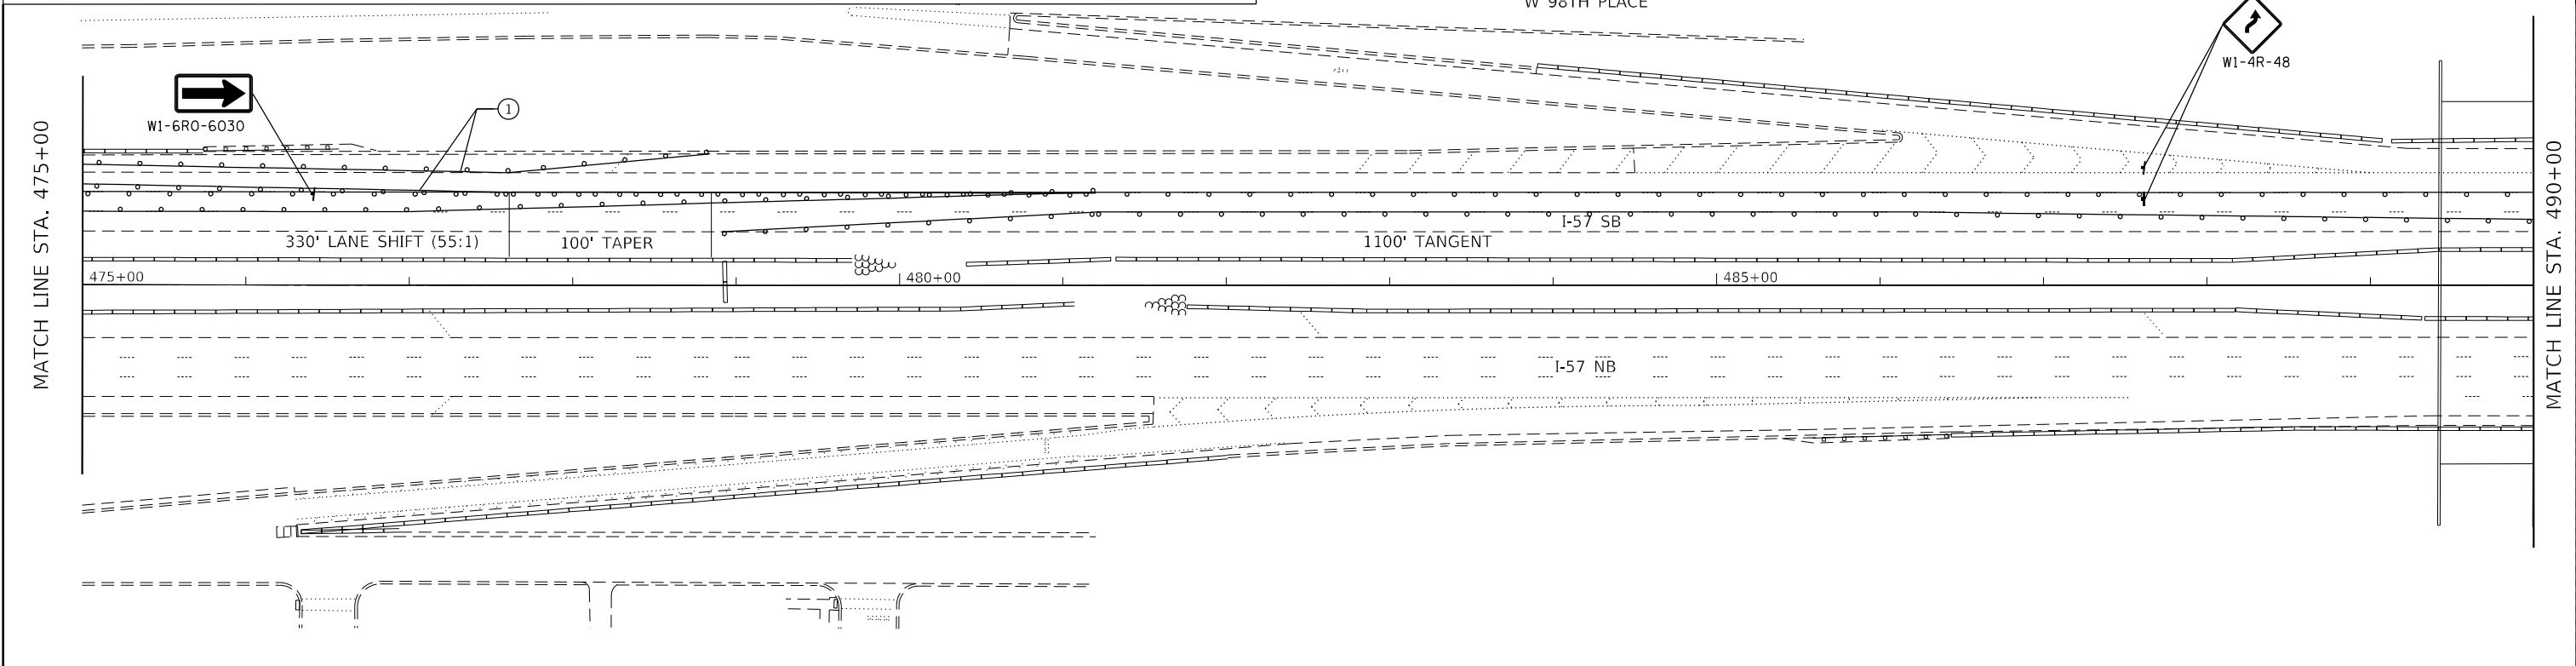 W 98TH PLACE
W1-4R-48
W1-6RO-6030
1
MATCH LINE STA. 475+00
MATCH LINE STA. 490+00
I-57 SB
330' LANE SHIFT (55:1)
100' TAPER
1100' TANGENT
475+00
480+00
485+00
I-57 NB